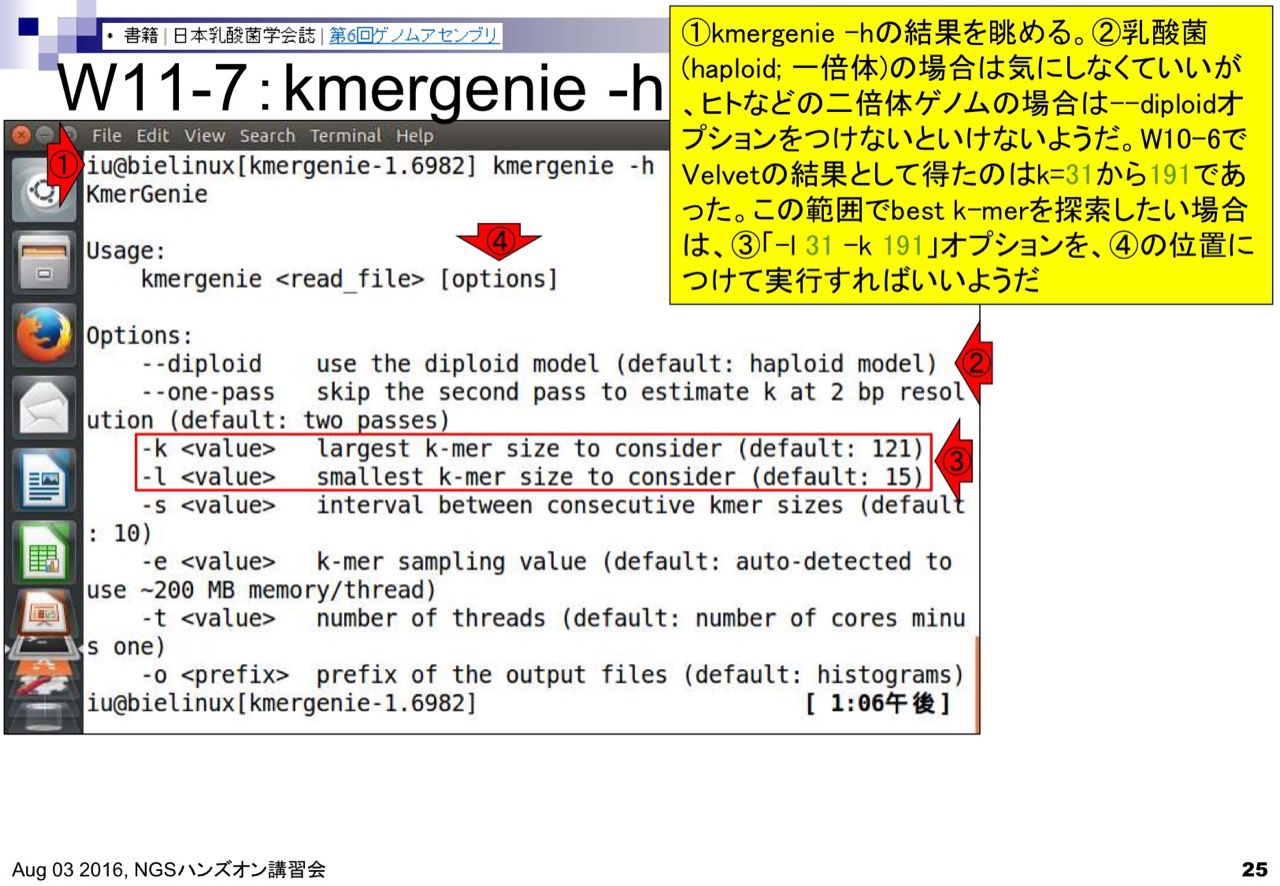 • 書籍 | 日本乳酸菌学会誌 | 第6回ゲノムアセンブリ
W11-7：kmergenie -h
①kmergenie -hの結果を眺める。②乳酸菌
(haploid; 一倍体)の場合は気にしなくていいが
、ヒトなどの二倍体ゲノムの場合は--diploidオ
プションをつけないといけないようだ。W10-6で
Velvetの結果として得たのはk=31から191であ
った。この範囲でbest k-merを探索したい場合
は、③「-l 31 -k 191」オプションを、④の位置に
つけて実行すればいいようだ
File Edit View Search Terminal Help
①
iu@bielinux[kmergenie-1.6982] kmergenie -h
KmerGenie
④
Usage:
kmergenie <read_file> [options]
Options:
--diploid use the diploid model (default: haploid model)
②
--one-pass skip the second pass to estimate k at 2 bp resol
ution (default: two passes)
-k <value> largest k-mer size to consider (default: 121)
③
-l <value> smallest k-mer size to consider (default: 15)
-s <value> interval between consecutive kmer sizes (default
: 10)
-e <value> k-mer sampling value (default: auto-detected to
use ~200 MB memory/thread)
-t <value> number of threads (default: number of cores minu
s one)
-o <prefix> prefix of the output files (default: histograms)
iu@bielinux[kmergenie-1.6982] [ 1:06午後]
Aug 03 2016, NGSハンズオン講習会
25